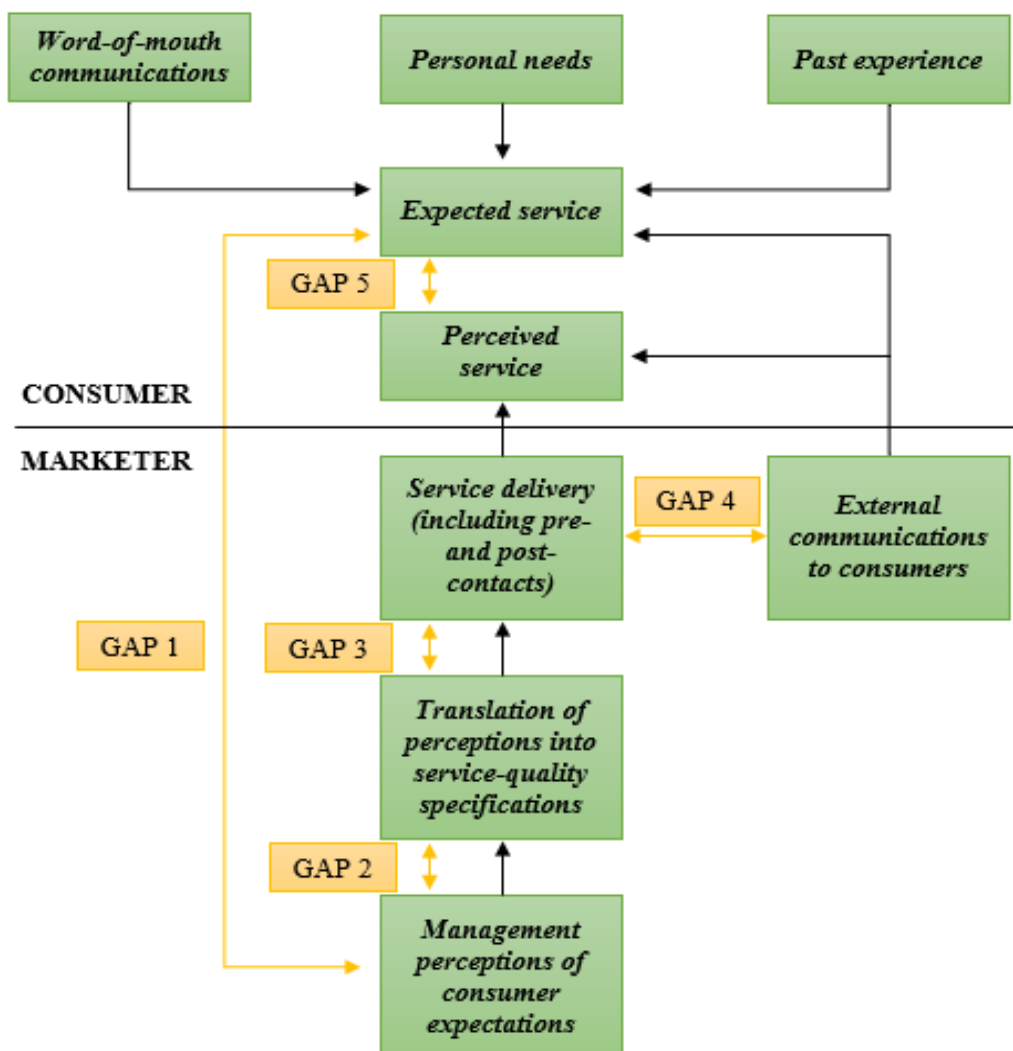 Word-of-mouth
communications
Personal needs
Past experience
Expected service
GAP 5
Perceived
service
CONSUMER
MARKETER
Service delivery
(including pre-
and post-
contacts)
GAP 4
External
communications
to consumers
GAP 1
GAP 3
Translation of
perceptions into
service-quality
specifications
GAP 2
Management
perceptions of
consumer
expectations